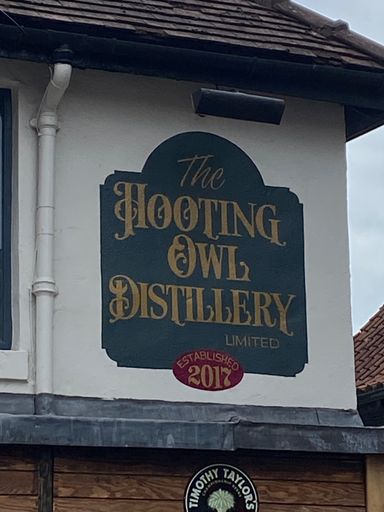 The
HOOTING
OWL
DISTILLERY
LIMITED
ESTABLISHED
2017
TIMOTHY TAYLOR'S